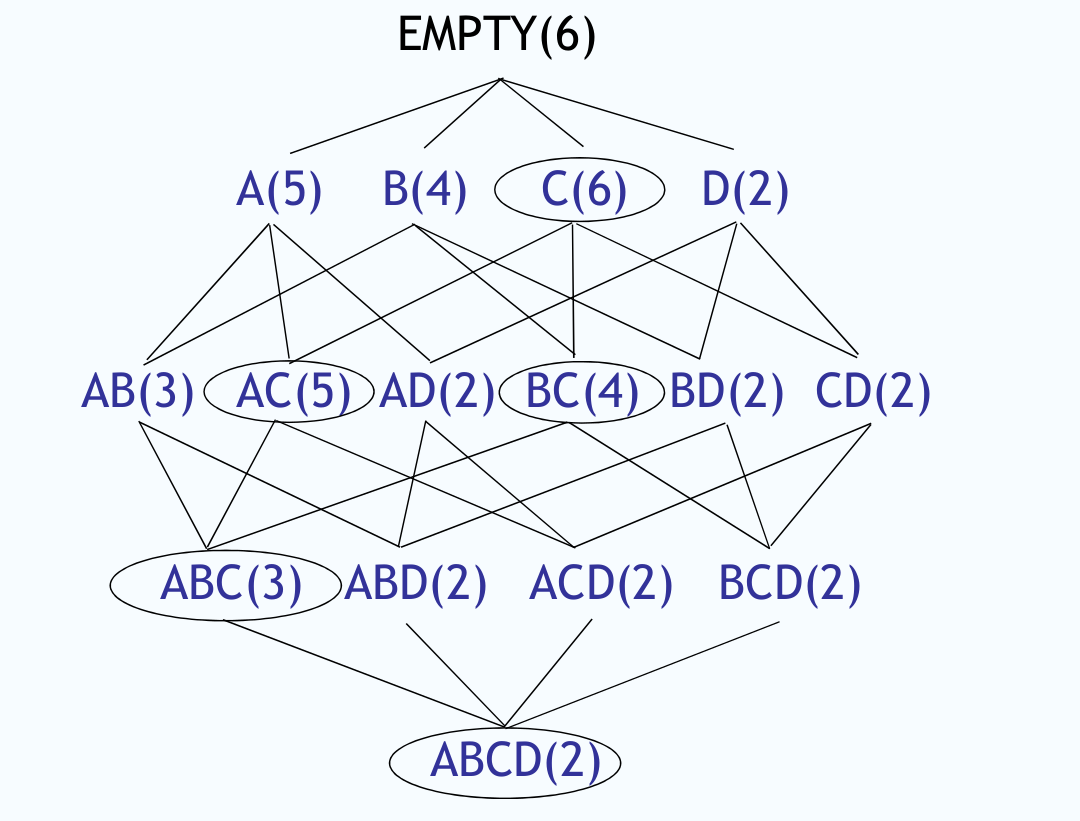 EMPTY(6)
A(5) B(4) C(6) D(2)
AB(3) AC(5) AD(2) BC(4) BD(2) CD(2)
ABC(3) ABD(2) ACD(2) BCD(2)
ABCD(2)